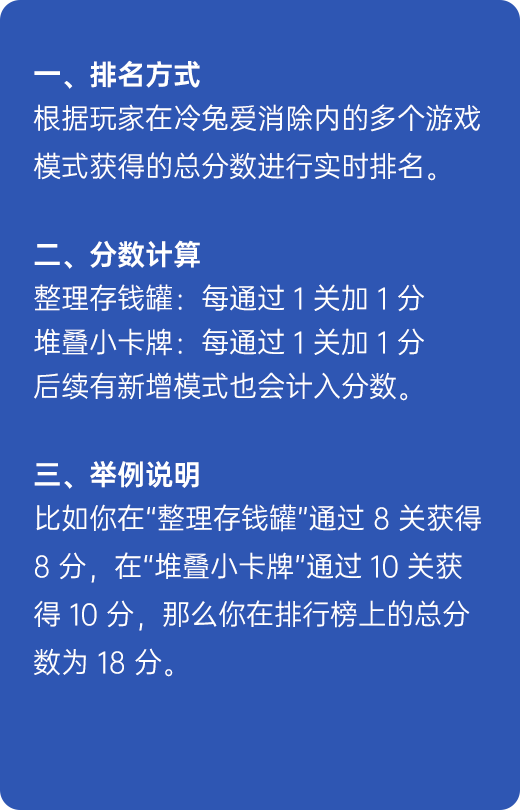 一、排名方式
根据玩家在冷兔爱消除内的多个游戏
模式获得的总分数进行实时排名。
二、分数计算
整理存钱罐：每通过 1 关加 1 分
堆叠小卡牌：每通过 1 关加 1 分
后续有新增模式也会计入分数。
三、举例说明
比如你在“整理存钱罐”通过 8 关获得
8 分，在“堆叠小卡牌”通过 10 关获
得 10 分，那么你在排行榜上的总分
数为 18 分。